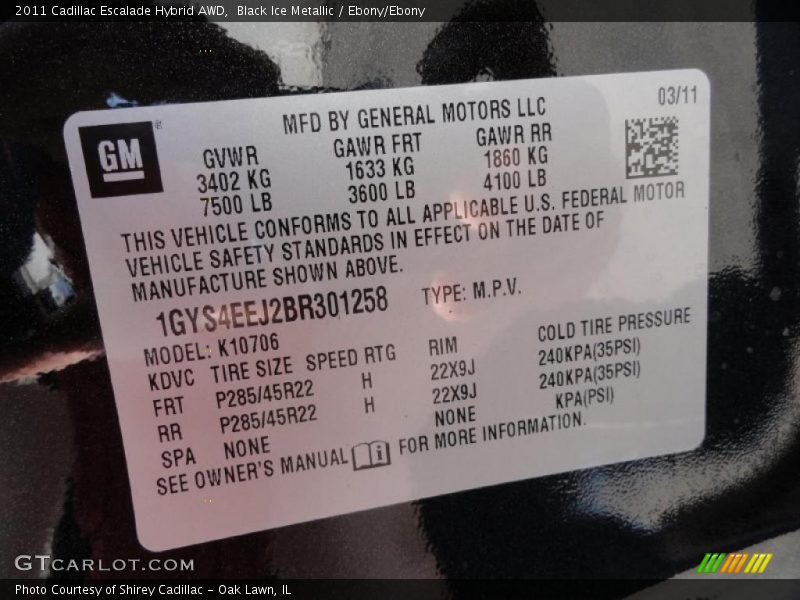 2011 Cadillac Escalade Hybrid AWD, Black Ice Metallic / Ebony/Ebony
03/11
MFD BY GENERAL MOTORS LLC
GM®
GVWR GAWR FRT GAWR RR
3402 KG 1633 KG 1860 KG
7500 LB 3600 LB 4100 LB
THIS VEHICLE CONFORMS TO ALL APPLICABLE U.S. FEDERAL MOTOR
VEHICLE SAFETY STANDARDS IN EFFECT ON THE DATE OF
MANUFACTURE SHOWN ABOVE.
1GYS4EEJ2BR301258 TYPE: M.P.V.
MODEL: K10706
KDVC TIRE SIZE SPEED RTG RIM COLD TIRE PRESSURE
FRT P285/45R22 H 22X9J 240KPA(35PSI)
RR P285/45R22 H 22X9J 240KPA(35PSI)
SPA NONE NONE KPA(PSI)
SEE OWNER'S MANUAL FOR MORE INFORMATION.
GTCARLOT.COM
Photo Courtesy of Shirey Cadillac - Oak Lawn, IL